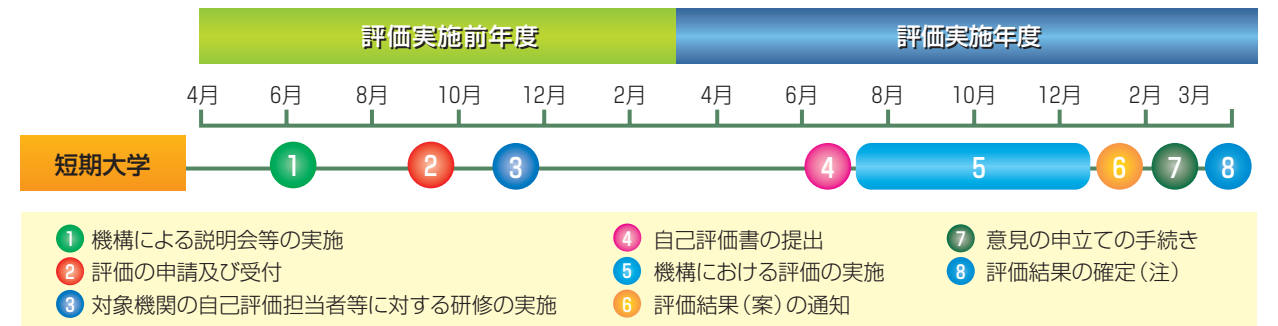 評価実施前年度 評価実施年度
4月 6月 8月 10月 12月 2月 4月 6月 8月 10月 12月 2月 3月
短期大学 1 2 3 4 5 6 7 8
1 機構による説明会等の実施
2 評価の申請及び受付
3 対象機関の自己評価担当者等に対する研修の実施
4 自己評価書の提出
5 機構における評価の実施
6 評価結果（案）の通知
7 意見の申立ての手続き
8 評価結果の確定（注）